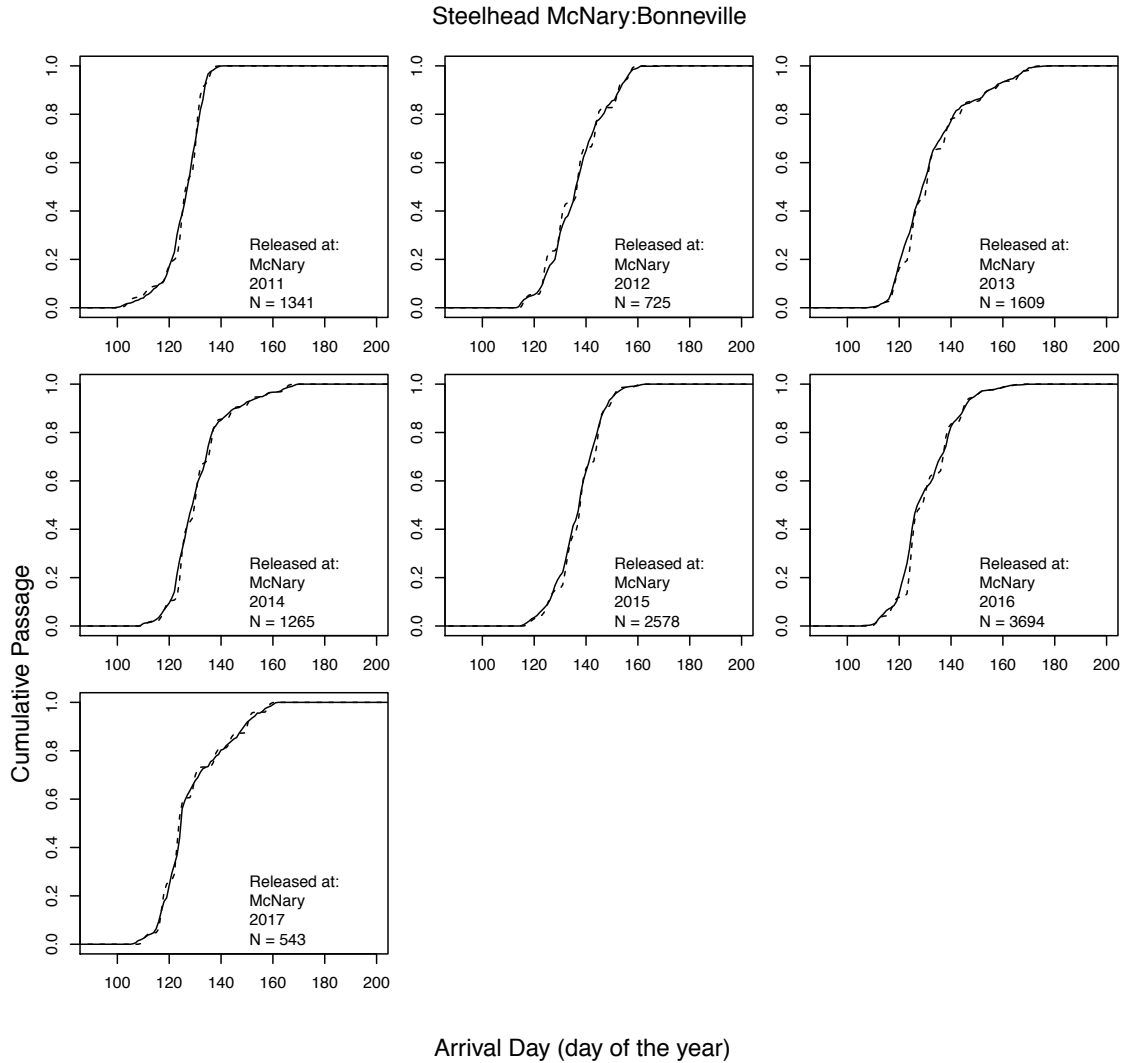 Steelhead McNary:Bonneville
0.0 0.2 0.4 0.6 0.8 1.0
Released at:
McNary
2011
N = 1341
100 120 140 160 180 200
0.0 0.2 0.4 0.6 0.8 1.0
Released at:
McNary
2012
N = 725
100 120 140 160 180 200
0.0 0.2 0.4 0.6 0.8 1.0
Released at:
McNary
2013
N = 1609
100 120 140 160 180 200
0.0 0.2 0.4 0.6 0.8 1.0
Released at:
McNary
2014
N = 1265
100 120 140 160 180 200
0.0 0.2 0.4 0.6 0.8 1.0
Released at:
McNary
2015
N = 2578
100 120 140 160 180 200
0.0 0.2 0.4 0.6 0.8 1.0
Released at:
McNary
2016
N = 3694
100 120 140 160 180 200
0.0 0.2 0.4 0.6 0.8 1.0
Released at:
McNary
2017
N = 543
100 120 140 160 180 200
Cumulative Passage
Arrival Day (day of the year)